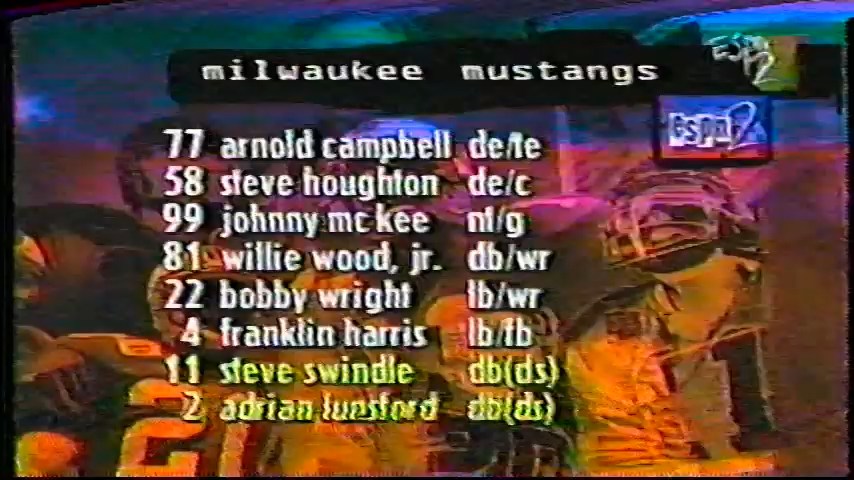 milwaukee mustangs
ESPN2
ESPN2
77 arnold campbell de/te
58 steve houghton de/c
99 johnny mc kee nt/g
81 willie wood, jr. db/wr
22 bobby wright lb/wr
4 franklin harris lb/fb
11 steve swindle db(ds)
2 adrian lunsford db(ds)